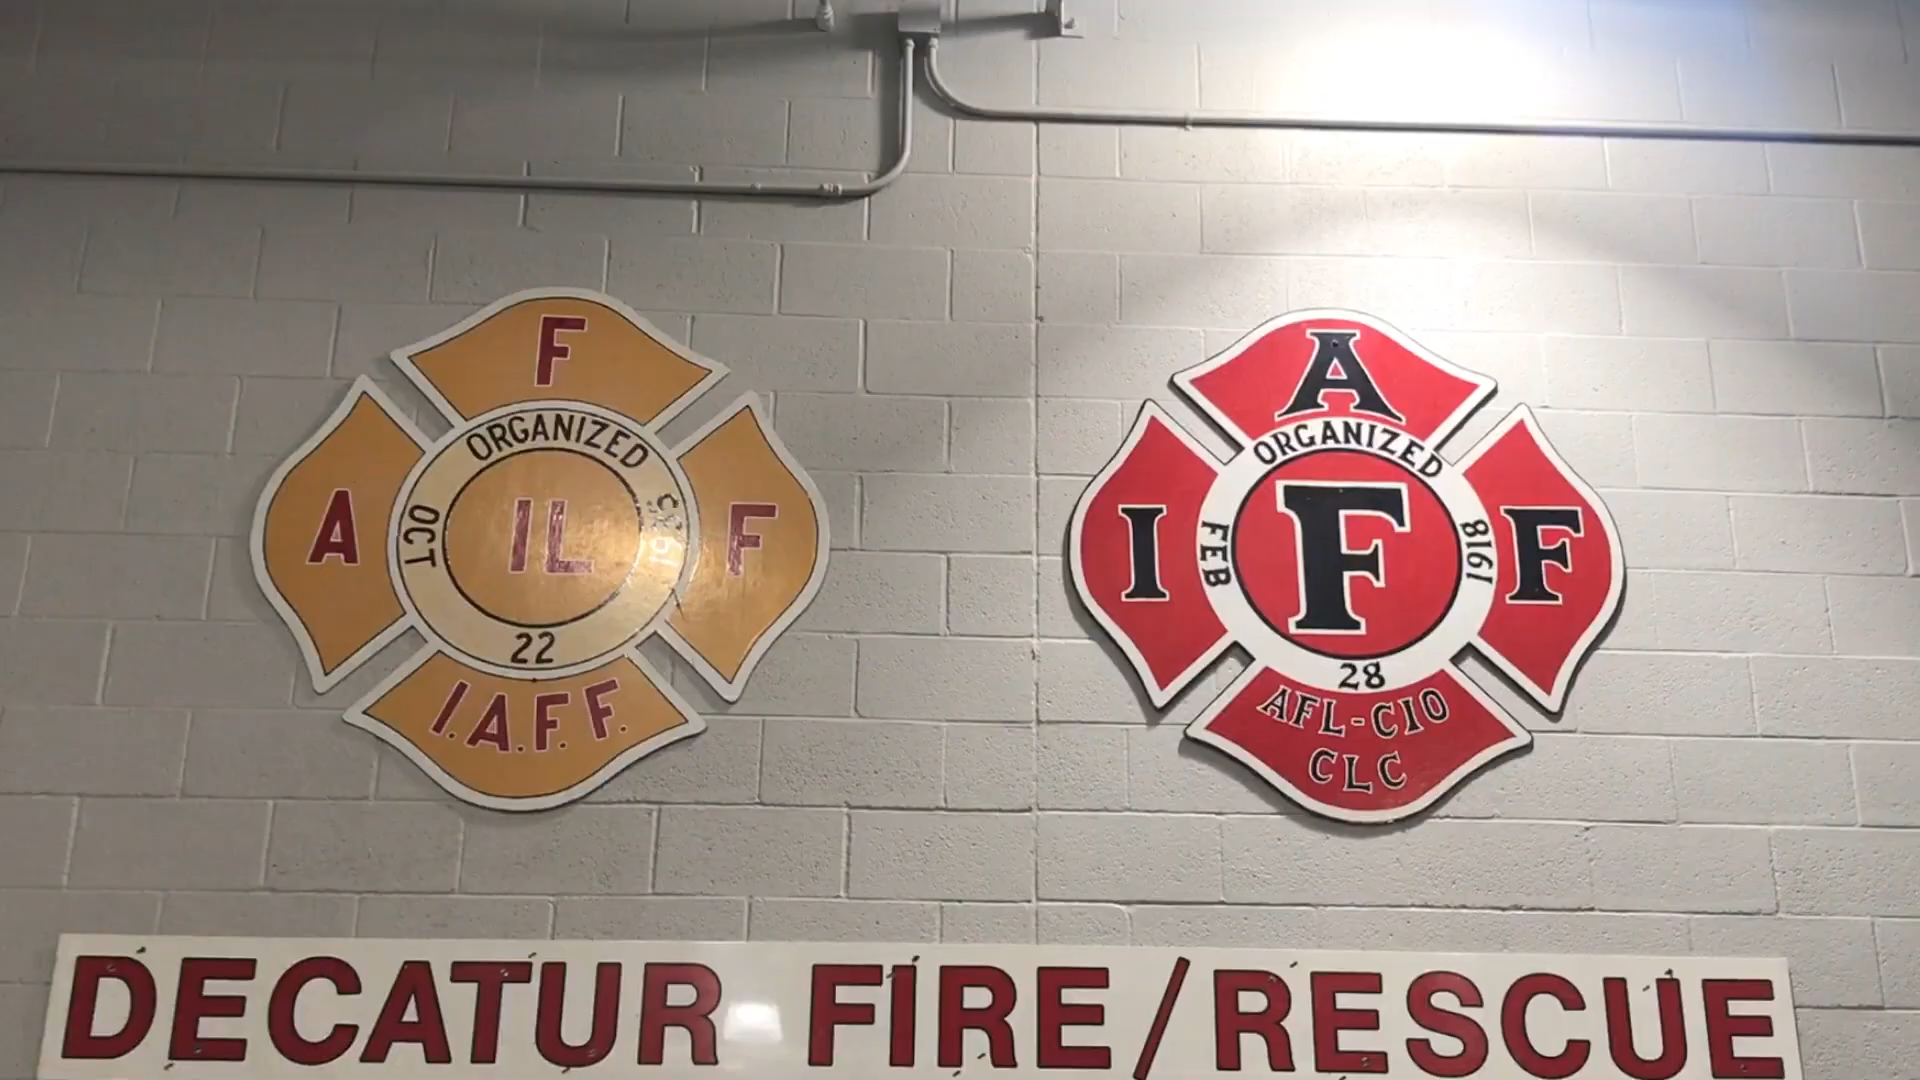 F
ORGANIZED
A
OCT
IL
F
22
I.A.F.F.
A
ORGANIZED
I
FEB
F
1918
F
28
AFL-CIO
CLC
DECATUR FIRE/RESCUE